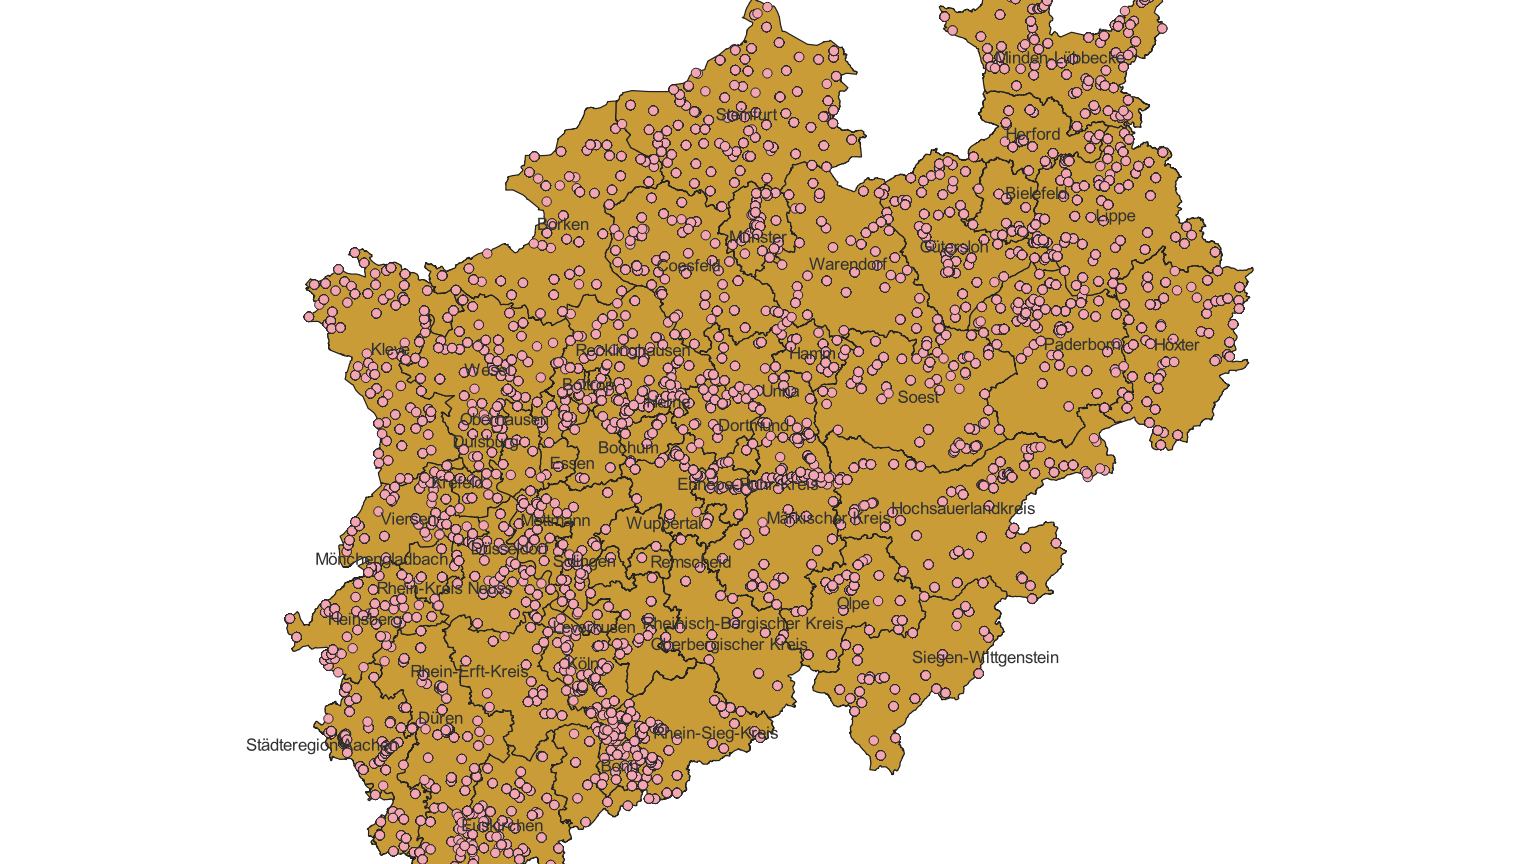 Minden-Lübbecke
Steinfurt
Herford
Bielefeld
Lippe
Borken
Münster
Gütersloh
Coesfeld
Warendorf
Kleve
Recklinghausen
Hamm
Paderborn
Höxter
Wesel
Bottrop
Unna
Soest
Herne
Oberhausen
Dortmund
Duisburg
Bochum
Essen
Krefeld
Ennepe-Ruhr-Kreis
Hochsauerlandkreis
Viersen
Mettmann
Wuppertal
Märkischer Kreis
Düsseldorf
Mönchengladbach
Solingen
Remscheid
Rhein-Kreis Neuss
Olpe
Heinsberg
Leverkusen
Rheinisch-Bergischer Kreis
Oberbergischer Kreis
Siegen-Wittgenstein
Köln
Rhein-Erft-Kreis
Düren
Rhein-Sieg-Kreis
Städteregion Aachen
Bonn
Euskirchen